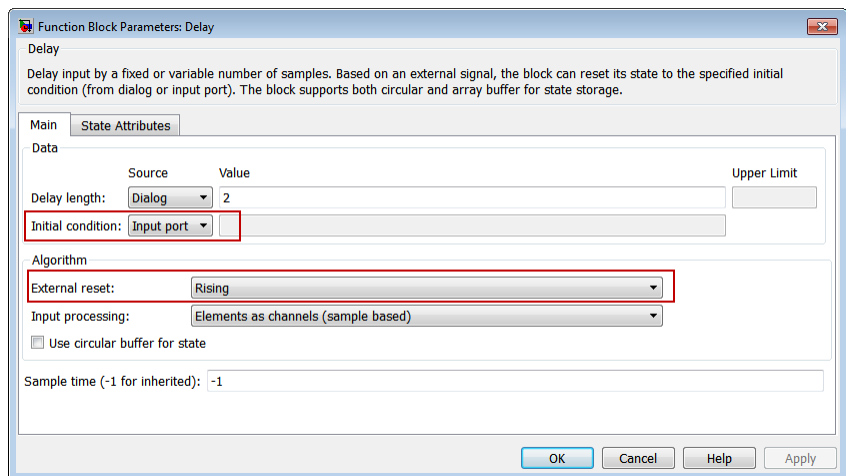 Function Block Parameters: Delay
Delay
Delay input by a fixed or variable number of samples. Based on an external signal, the block can reset its state to the specified initial
condition (from dialog or input port). The block supports both circular and array buffer for state storage.
Main State Attributes
Data
Source Value Upper Limit
Delay length: Dialog 2
Initial condition: Input port
Algorithm
External reset: Rising
Input processing: Elements as channels (sample based)
Use circular buffer for state
Sample time (-1 for inherited): -1
OK Cancel Help Apply